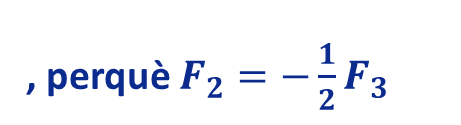 , perquè F₂ = −½F₃